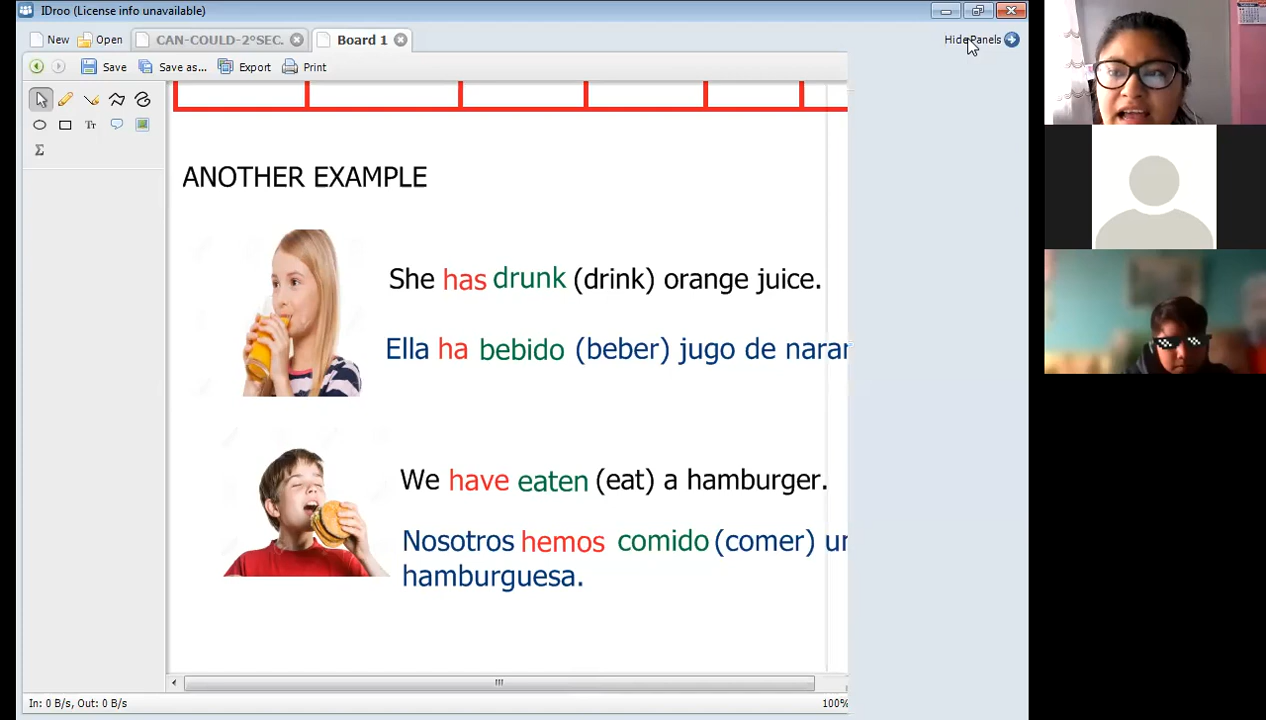 IDroo (License info unavailable)
New Open CAN-COULD-2°SEC. Board 1 Hide Panels
Save Save as... Export Print
Tr
Σ
ANOTHER EXAMPLE
She has drunk (drink) orange juice.
Ella ha bebido (beber) jugo de naran
We have eaten (eat) a hamburger.
Nosotros hemos comido (comer) un
hamburguesa.
In: 0 B/s, Out: 0 B/s 100%